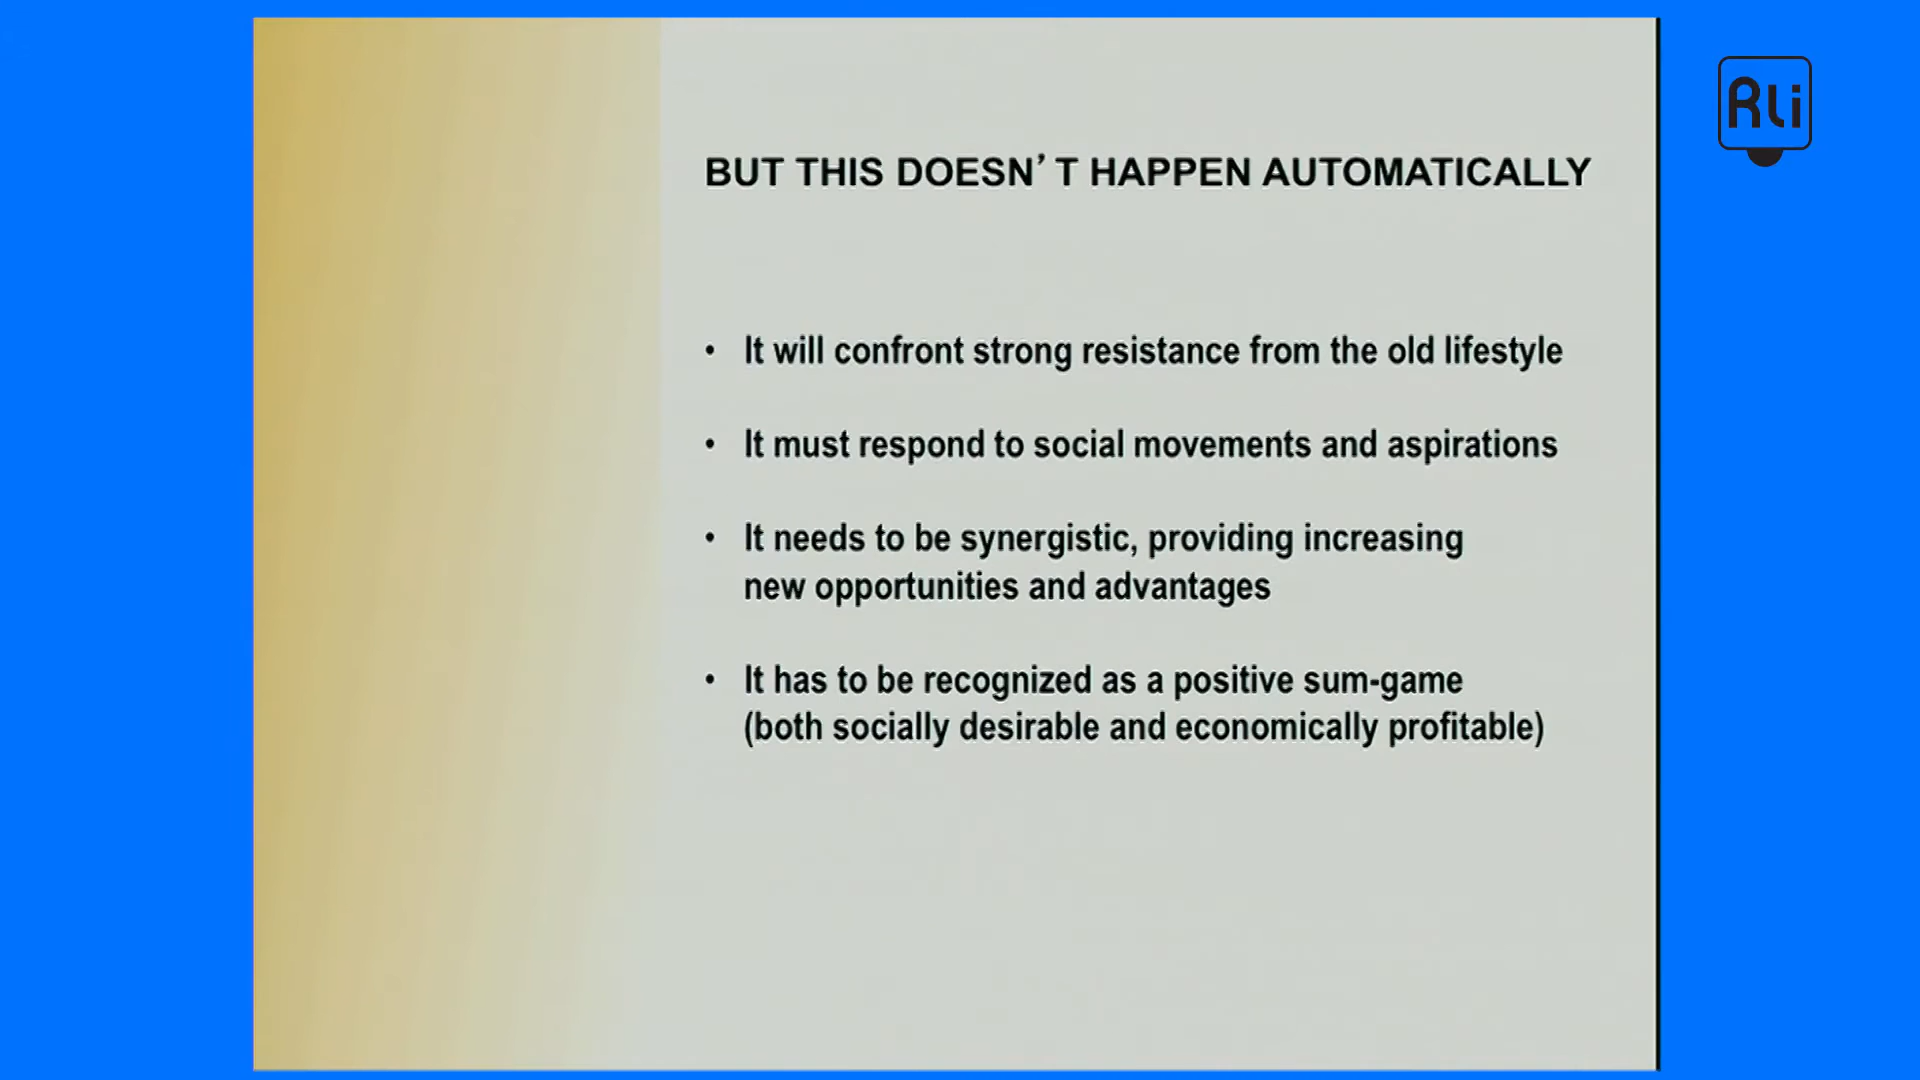 RLi
BUT THIS DOESN’T HAPPEN AUTOMATICALLY
• It will confront strong resistance from the old lifestyle
• It must respond to social movements and aspirations
• It needs to be synergistic, providing increasing
new opportunities and advantages
• It has to be recognized as a positive sum-game
(both socially desirable and economically profitable)